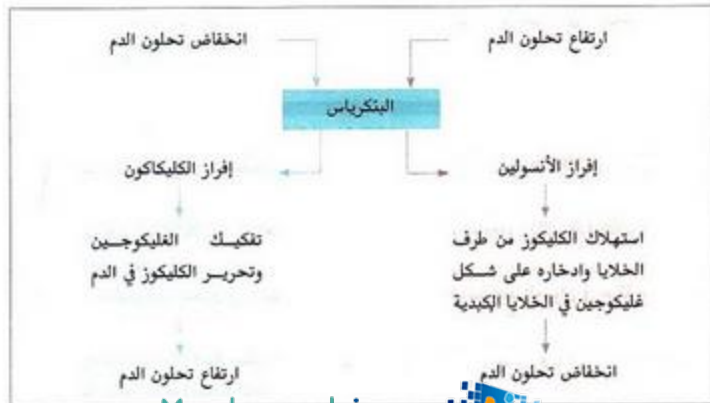 ارتفاع تحلون الدم
انخفاض تحلون الدم
البنكرياس
إفراز الأنسولين
إفراز الكليكاكون
استهلاك الكليكوز من طرف
الخلايا وادخاره على شكل
غليكوجين في الخلايا الكبدية
تفكيك الغليكوجين
وتحرير الكليكوز في الدم
انخفاض تحلون الدم
ارتفاع تحلون الدم